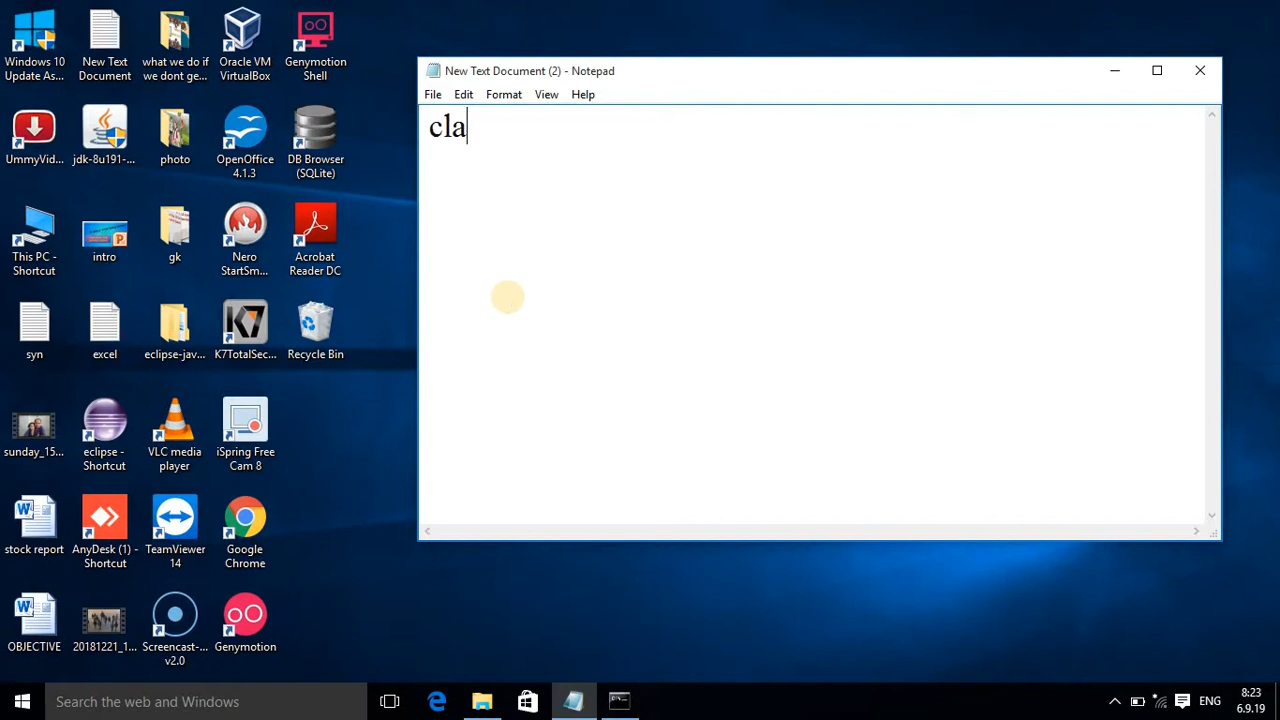 Windows 10
Update As...
New Text
Document
what we do if
we dont ge...
Oracle VM
VirtualBox
Genymotion
Shell
UmmyVid...
jdk-8u191-...
photo
OpenOffice
4.1.3
DB Browser
(SQLite)
This PC -
Shortcut
intro
gk
Nero
StartSm...
Acrobat
Reader DC
syn
excel
eclipse-jav...
K7TotalSec...
Recycle Bin
sunday_15...
eclipse -
Shortcut
VLC media
player
iSpring Free
Cam 8
stock report
AnyDesk (1) -
Shortcut
TeamViewer
14
Google
Chrome
OBJECTIVE
20181221_1...
Screencast-...
v2.0
Genymotion
New Text Document (2) - Notepad
File Edit Format View Help
cla
Search the web and Windows
ENG
8:23
6.9.19